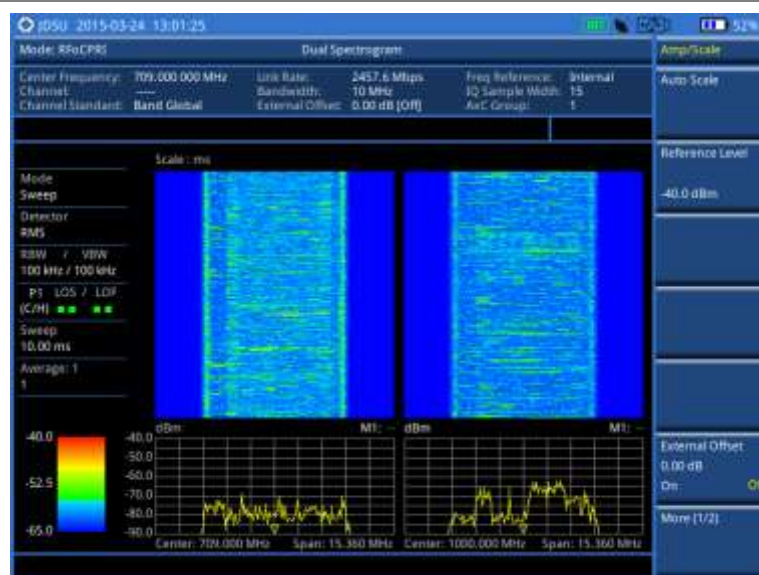 JDSU 2015-03-24 13:01:25
52%
Mode: RFoCPRI Dual Spectrogram
Amp/Scale
Center Frequency: 709.000 000 MHz Link Rate: 2457.6 Mbps Freq Reference: Internal
Channel: ---- Bandwidth: 10 MHz IQ Sample Width: 15
Channel Standard: Band Global External Offset: 0.00 dB [Off] AxC Group: 1
Auto Scale
Scale : ms
Reference Level
-40.0 dBm
Mode
Sweep
Detector
RMS
RBW / VBW
100 kHz / 100 kHz
P1 LOS / LOF
(C/H)
Sweep
10.00 ms
Average: 1
1
dBm M1: -- dBm M1: --
-40.0
-52.5
-65.0
-40.0
-50.0
-60.0
-70.0
-80.0
-90.0
Center: 709.000 MHz Span: 15.360 MHz Center: 1000.000 MHz Span: 15.360 MHz
External Offset
0.00 dB
On Of
More (1/2)